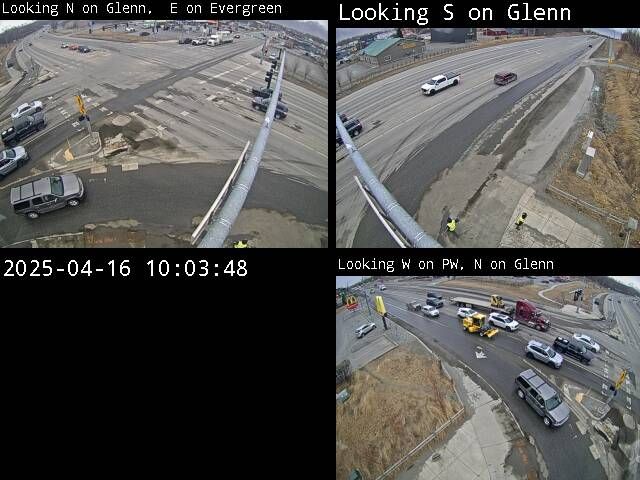 Looking N on Glenn,  E on Evergreen
Looking S on Glenn
2025-04-16 10:03:48
Looking W on PW, N on Glenn